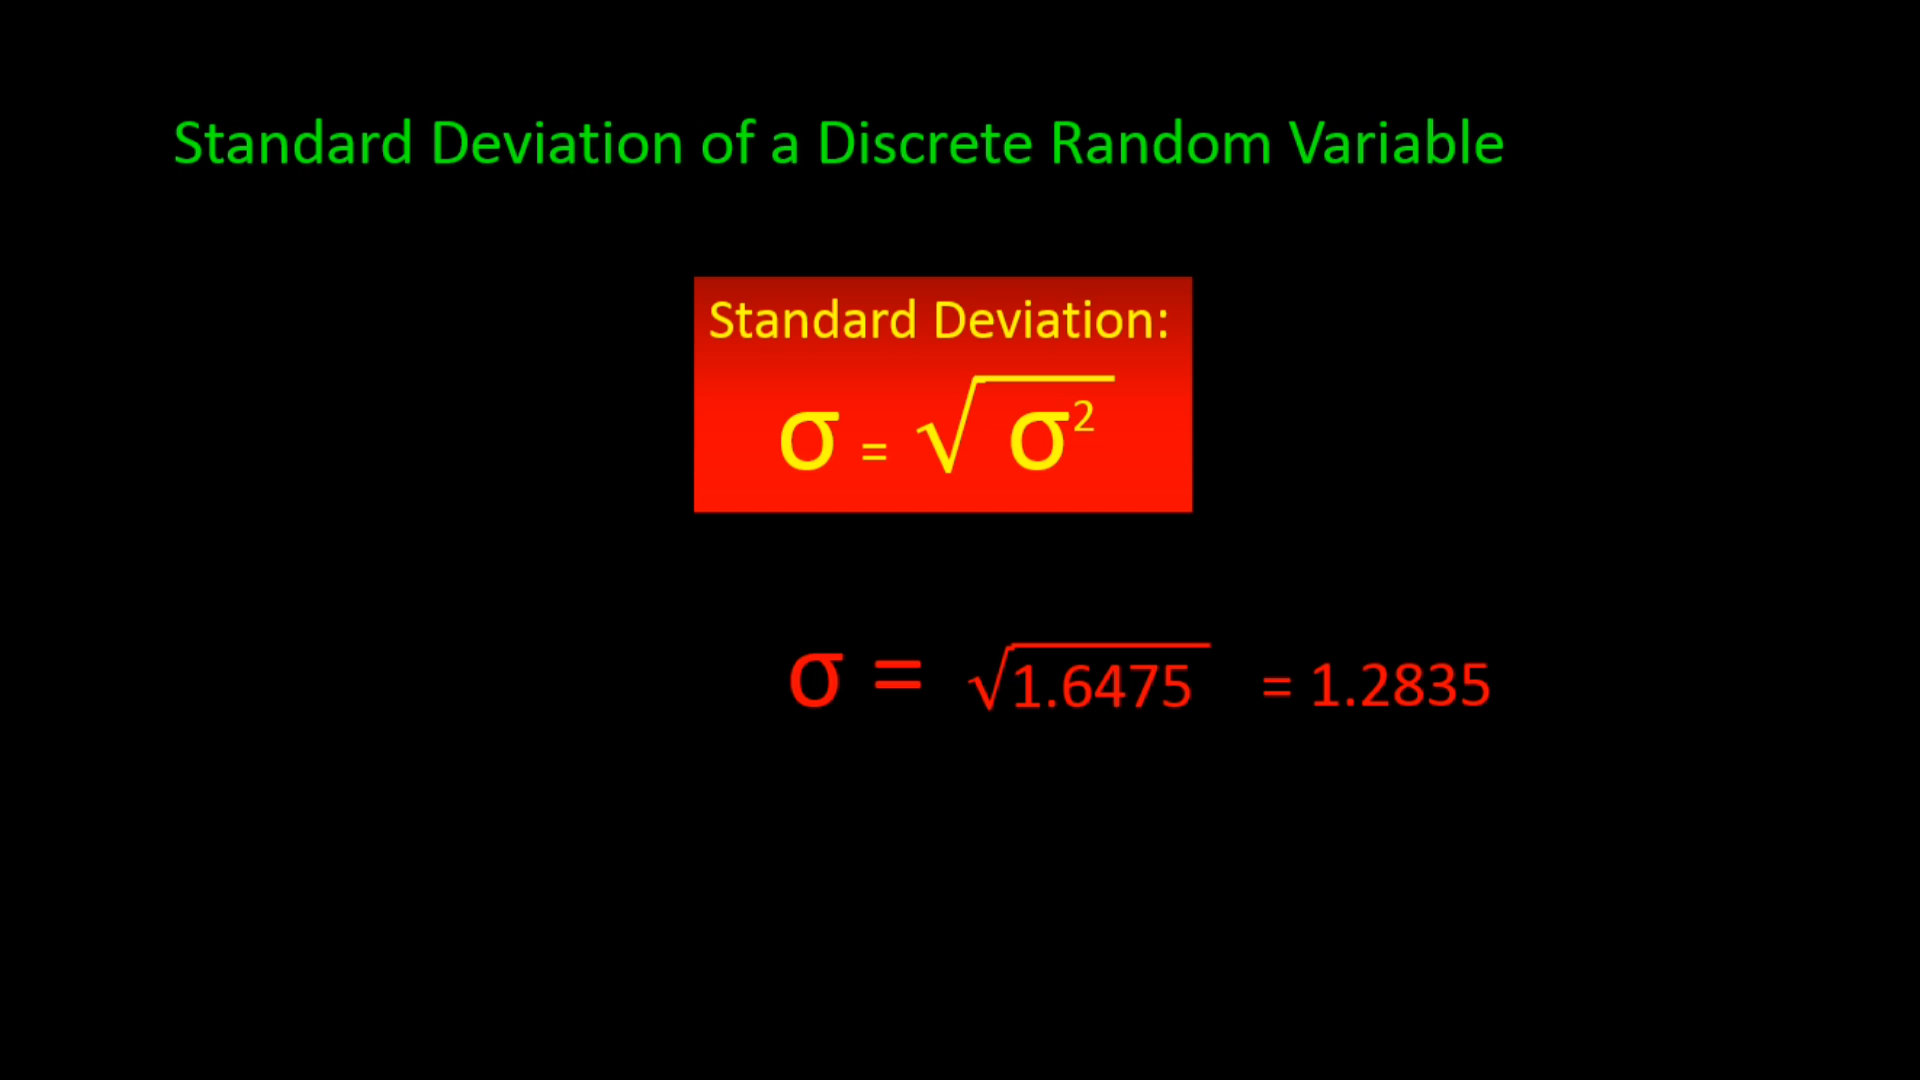 Standard Deviation of a Discrete Random Variable
Standard Deviation:
σ = √σ²
σ = √1.6475 = 1.2835